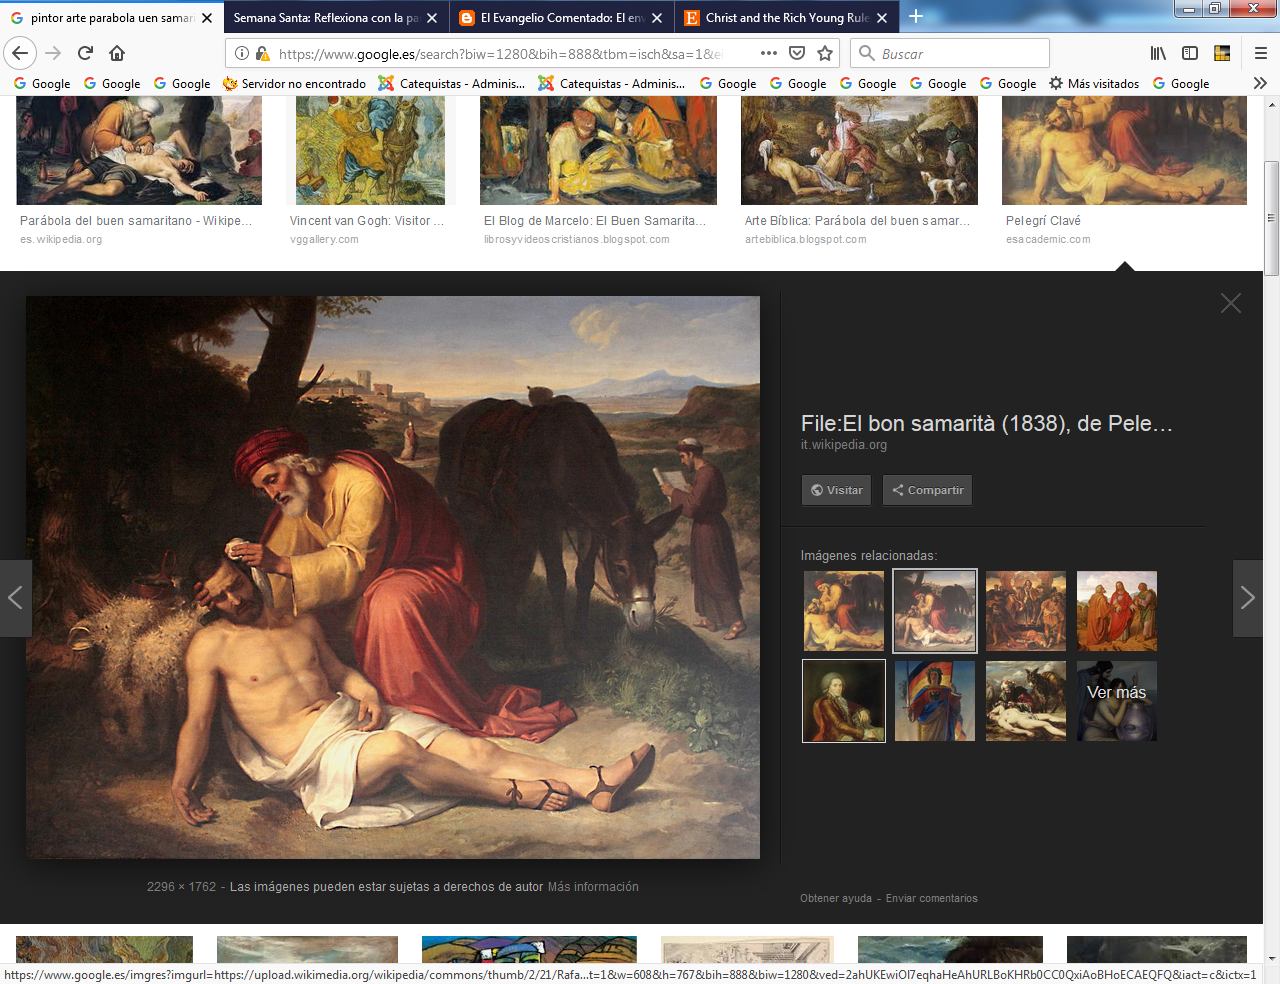 pintor arte parabola uen samari
Semana Santa: Reflexiona con la pa
El Evangelio Comentado: El env
Christ and the Rich Young Rule
https://www.google.es/search?biw=1280&bih=888&tbm=isch&sa=1&e
Buscar
Google
Google
Google
Servidor no encontrado
Catequistas - Adminis...
Catequistas - Adminis...
Google
Google
Google
Google
Google
Más visitados
Google
Parábola del buen samaritano - Wikipe...
Vincent van Gogh: Visitor ...
El Blog de Marcelo: El Buen Samarita...
Arte Bíblica: Parábola del buen samar...
Pelegrí Clavé
es.wikipedia.org
vggallery.com
librosyvideoscristianos.blogspot.com
artebiblica.blogspot.com
esacademic.com
File:El bon samarità (1838), de Pele...
it.wikipedia.org
Visitar
Compartir
Imágenes relacionadas:
Ver más
2296 × 1762 - Las imágenes pueden estar sujetas a derechos de autor Más información
Obtener ayuda - Enviar comentarios
https://www.google.es/imgres?imgurl=https://upload.wikimedia.org/wikipedia/commons/thumb/2/21/Rafa...t=1&w=608&h=767&bih=888&biw=1280&ved=2ahUKEwiOl7eqhaHeAhURLBoKHRb0CC0QxiAoBHoECAEQFQ&iact=c&ictx=1